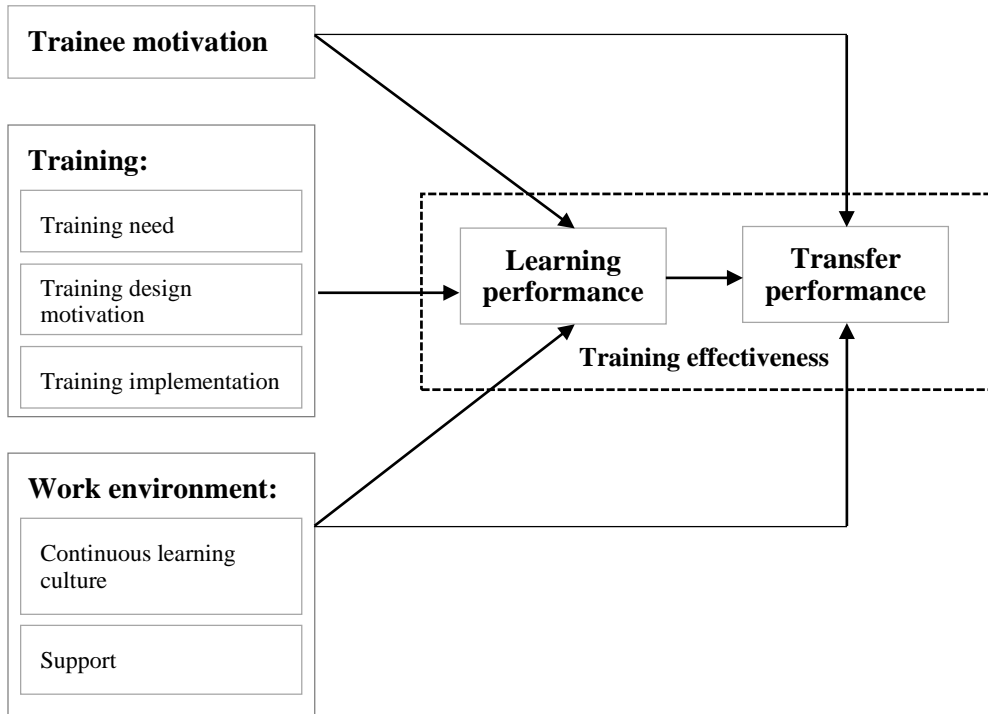 Trainee motivation
Training:
Training need
Training design
motivation
Training implementation
Learning
performance
Transfer
performance
Training effectiveness
Work environment:
Continuous learning
culture
Support